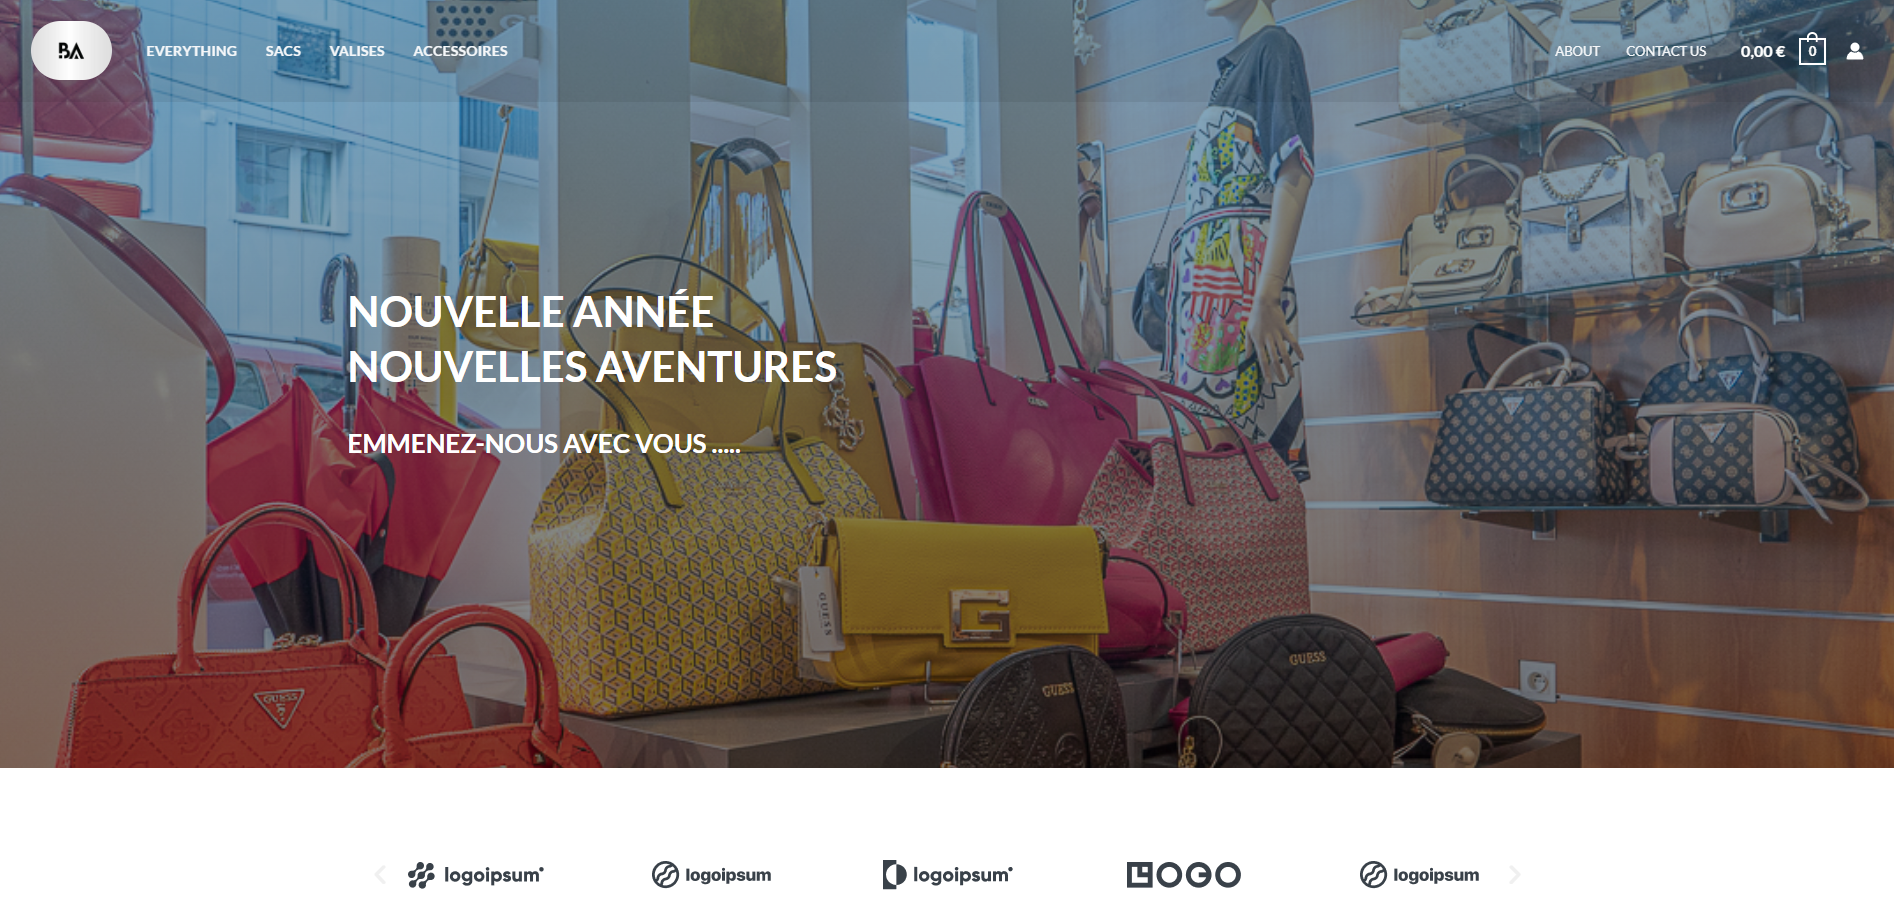 BA
EVERYTHING SACS VALISES ACCESSOIRES
ABOUT CONTACT US 0,00 € 0
NOUVELLE ANNÉE
NOUVELLES AVENTURES
EMMENEZ-NOUS AVEC VOUS .....
GUESS
GUESS
GUESS
GUESS
logoipsum logoipsum logoipsum LOGO logoipsum